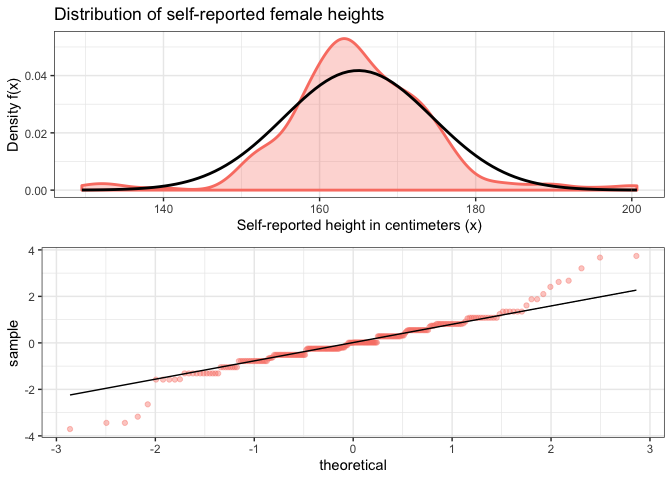 Distribution of self-reported female heights
Density f(x)
0.04
0.02
0.00
140 160 180 200
Self-reported height in centimeters (x)
sample
4
2
0
-2
-4
-3 -2 -1 0 1 2 3
theoretical